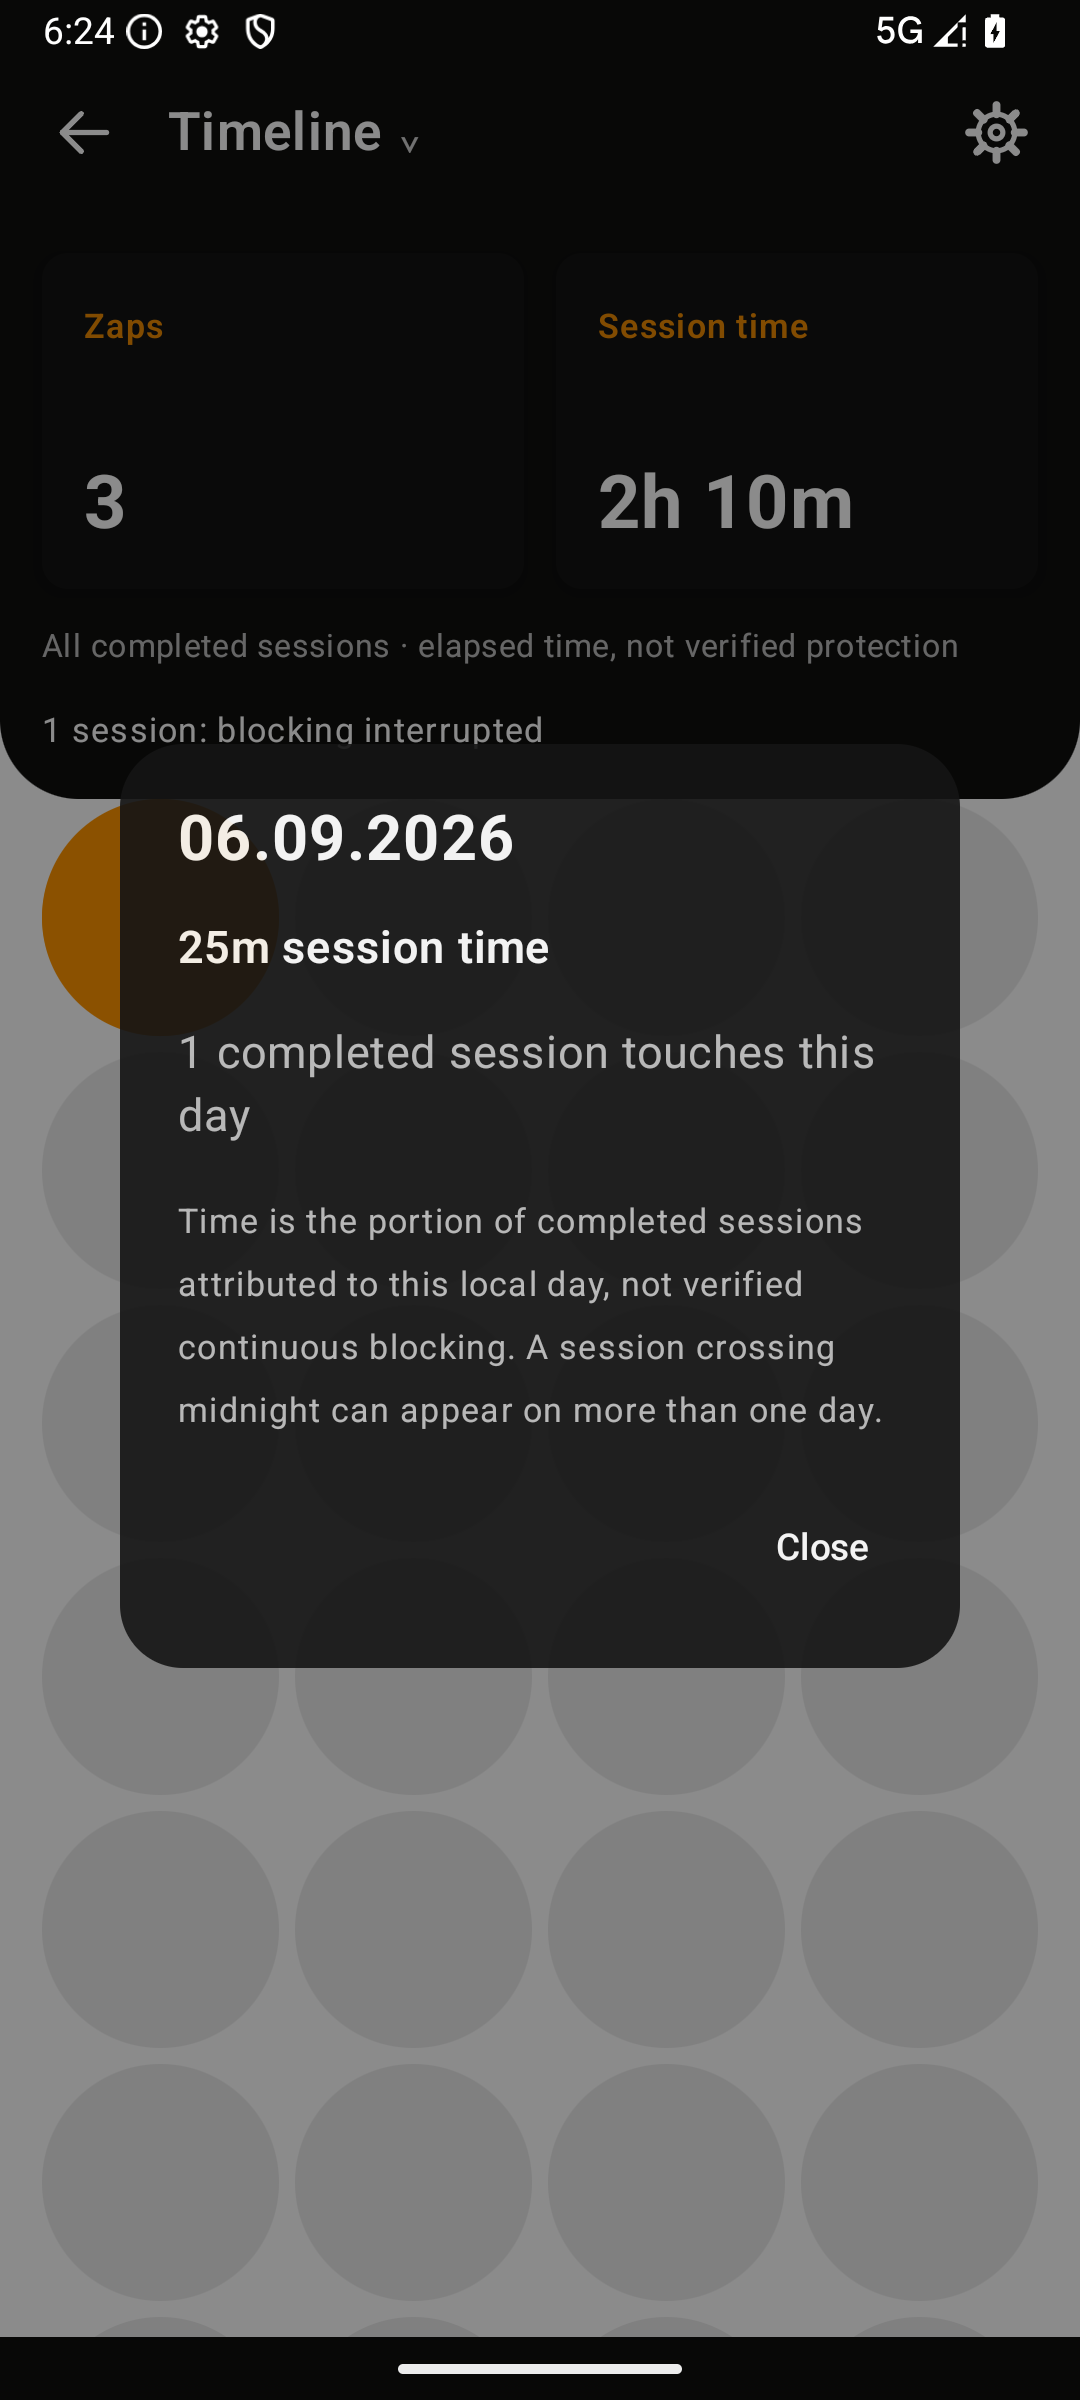 6:24
5G
Timeline
Zaps
Session time
3
2h 10m
All completed sessions · elapsed time, not verified protection
1 session: blocking interrupted
06.09.2026
25m session time
1 completed session touches this
day
Time is the portion of completed sessions
attributed to this local day, not verified
continuous blocking. A session crossing
midnight can appear on more than one day.
Close